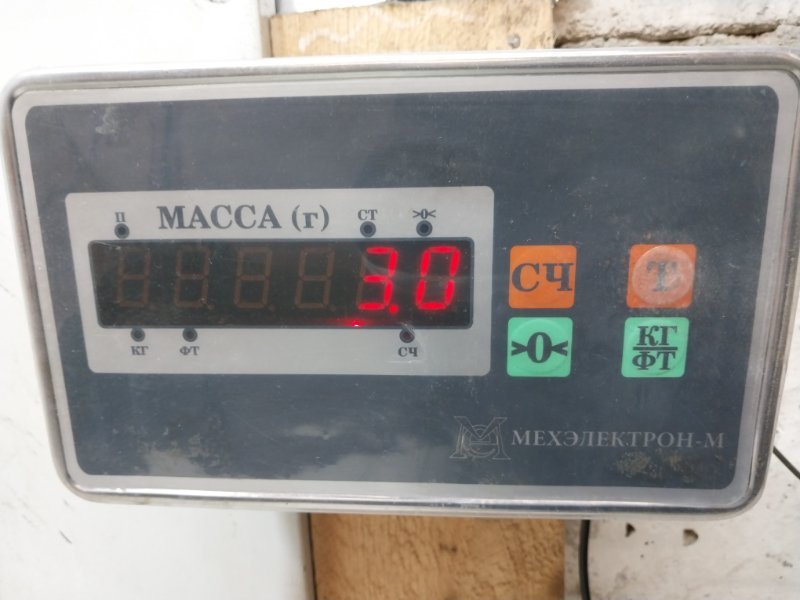 П
МАССА (г)
СТ
>0<
3.0
КГ
ФТ
СЧ
СЧ
Т
>0<
КГ
ФТ
МЕХЭЛЕКТРОН-М